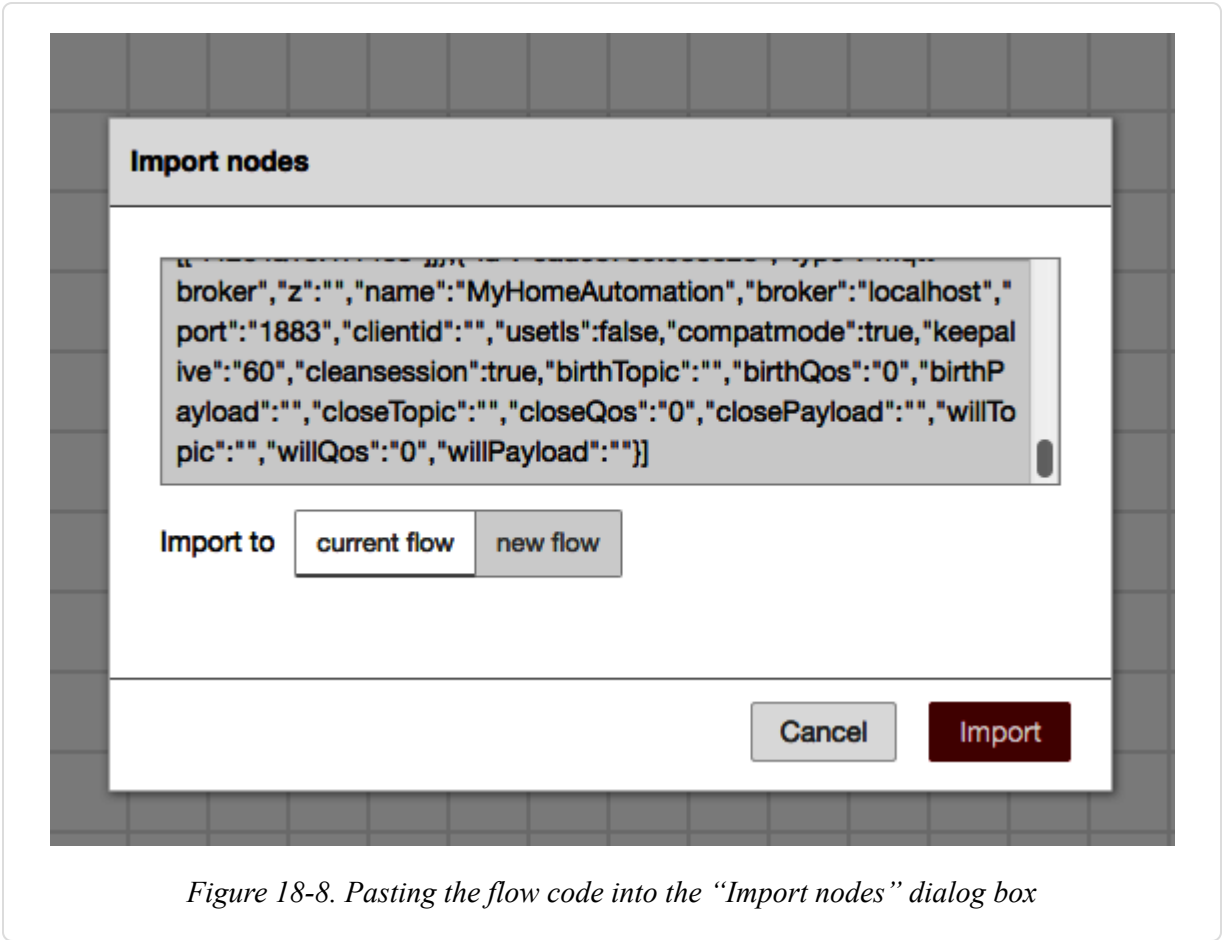 Import nodes
broker","z":"","name":"MyHomeAutomation","broker":"localhost","
port":"1883","clientid":"","usetls":false,"compatmode":true,"keepal
ive":"60","cleansession":true,"birthTopic":"","birthQos":"0","birthP
ayload":"","closeTopic":"","closeQos":"0","closePayload":"","willTo
pic":"","willQos":"0","willPayload":""}]
Import to current flow new flow
Cancel Import
Figure 18-8. Pasting the flow code into the “Import nodes” dialog box